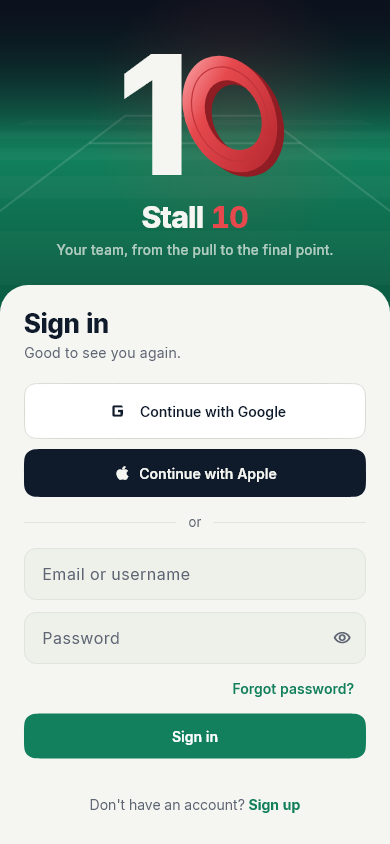 10
Stall 10
Your team, from the pull to the final point.
Sign in
Good to see you again.
G Continue with Google
Continue with Apple
or
Email or username
Password
Forgot password?
Sign in
Don't have an account? Sign up